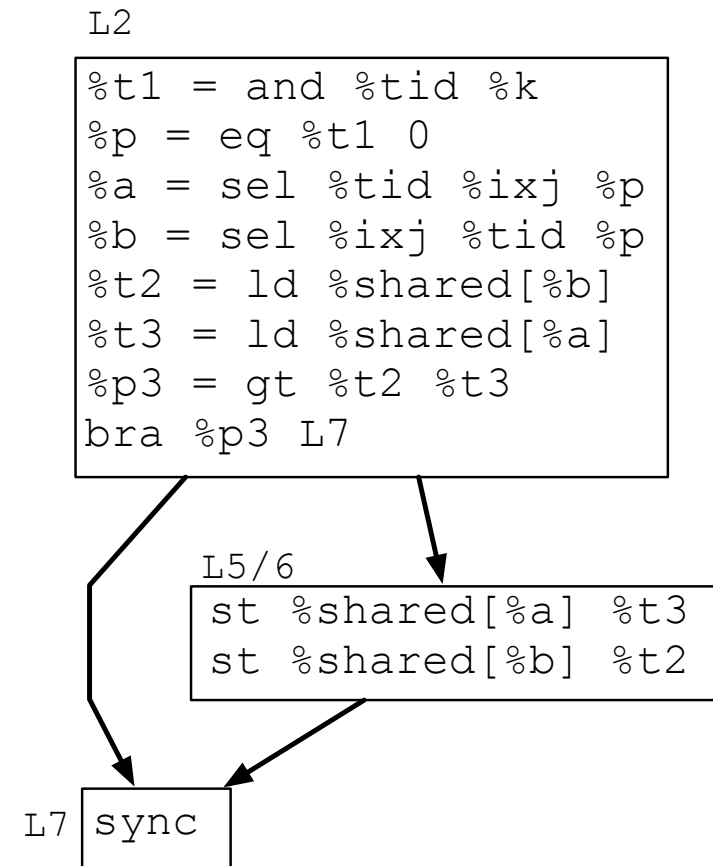 L2
%t1 = and %tid %k
%p = eq %t1 0
%a = sel %tid %ixj %p
%b = sel %ixj %tid %p
%t2 = ld %shared[%b]
%t3 = ld %shared[%a]
%p3 = gt %t2 %t3
bra %p3 L7
L5/6
st %shared[%a] %t3
st %shared[%b] %t2
L7 sync